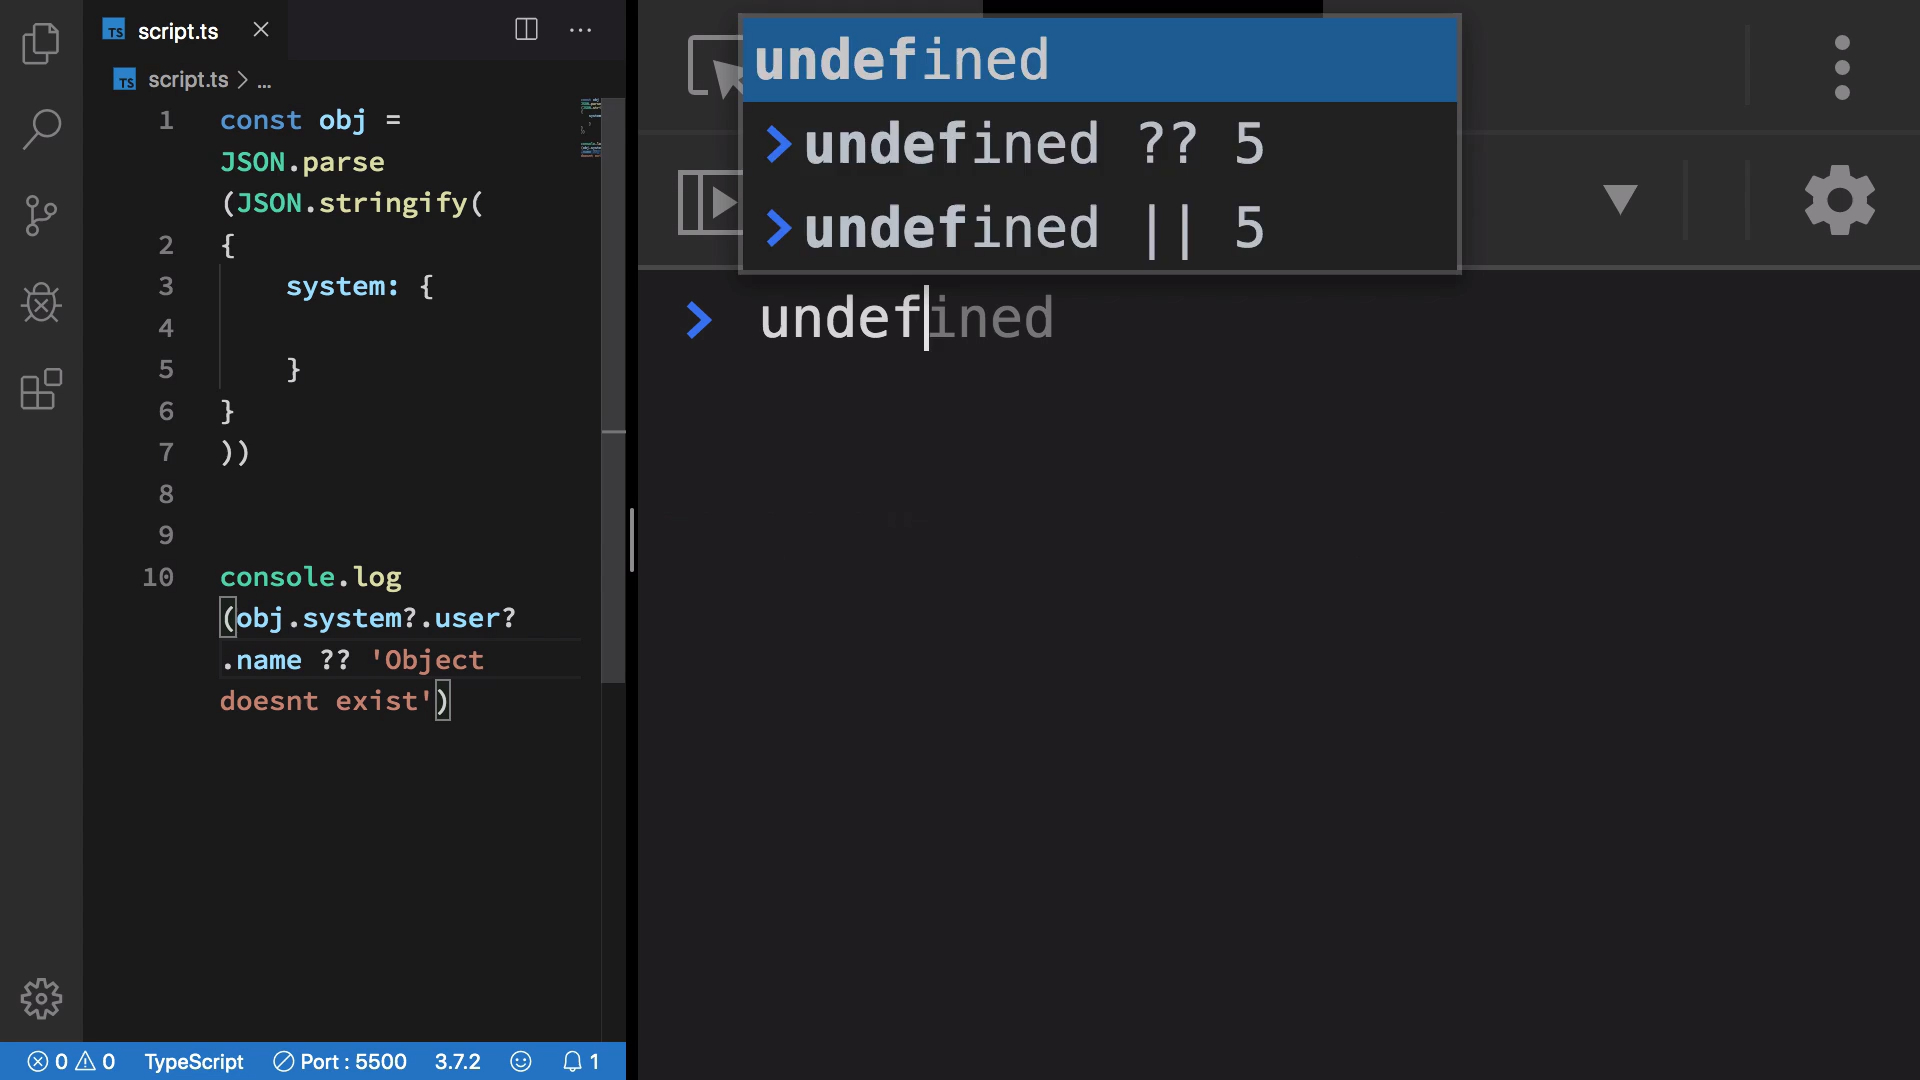 TS script.ts
TS script.ts > ...
1 const obj =
JSON.parse
(JSON.stringify(
2 {
3 system: {
4
5 }
6 }
7 ))
8
9
10 console.log
(obj.system?.user?
.name ?? 'Object
doesnt exist')
0 0 TypeScript Port : 5500 3.7.2 1
undefined
> undefined ?? 5
> undefined || 5
> undefined